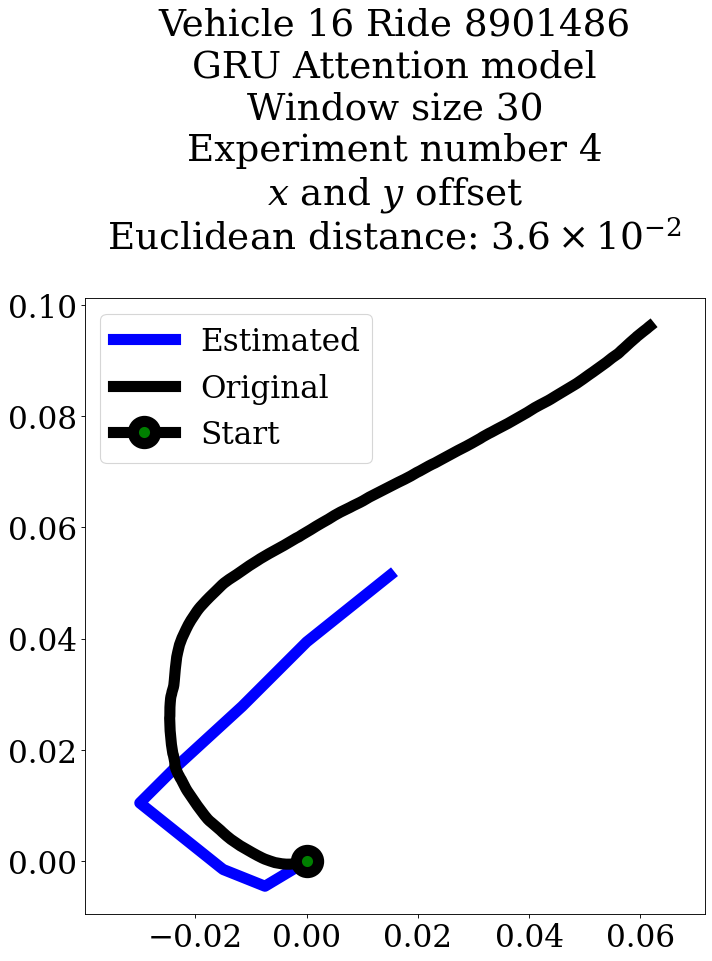 Vehicle 16 Ride 8901486
GRU Attention model
Window size 30
Experiment number 4
x and y offset
Euclidean distance: 3.6 × 10⁻²
Estimated
Original
Start
0.10
0.08
0.06
0.04
0.02
0.00
−0.02 0.00 0.02 0.04 0.06